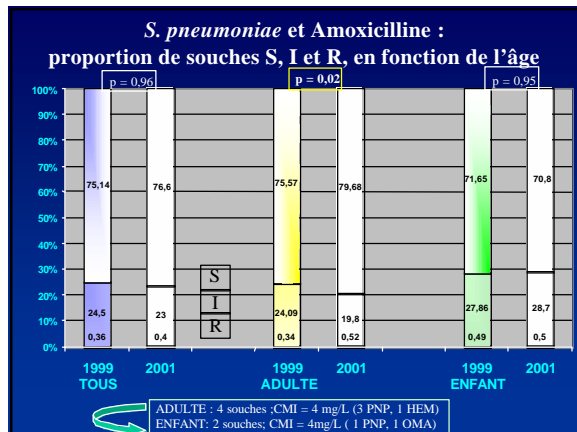 S. pneumoniae et Amoxicilline :
proportion de souches S, I et R, en fonction de l'âge
p = 0,96
p = 0,02
p = 0,95
100%
90%
80%
70%
60%
50%
40%
30%
20%
10%
0%
75,14
76,6
75,57
79,68
71,65
70,8
S
I
R
24,5
23
24,09
19,8
27,86
28,7
0,36
0,4
0,34
0,52
0,49
0,5
1999 2001 1999 2001 1999 2001
TOUS ADULTE ENFANT
ADULTE : 4 souches ;CMI = 4 mg/L (3 PNP, 1 HEM)
ENFANT: 2 souches; CMI = 4mg/L ( 1 PNP, 1 OMA)